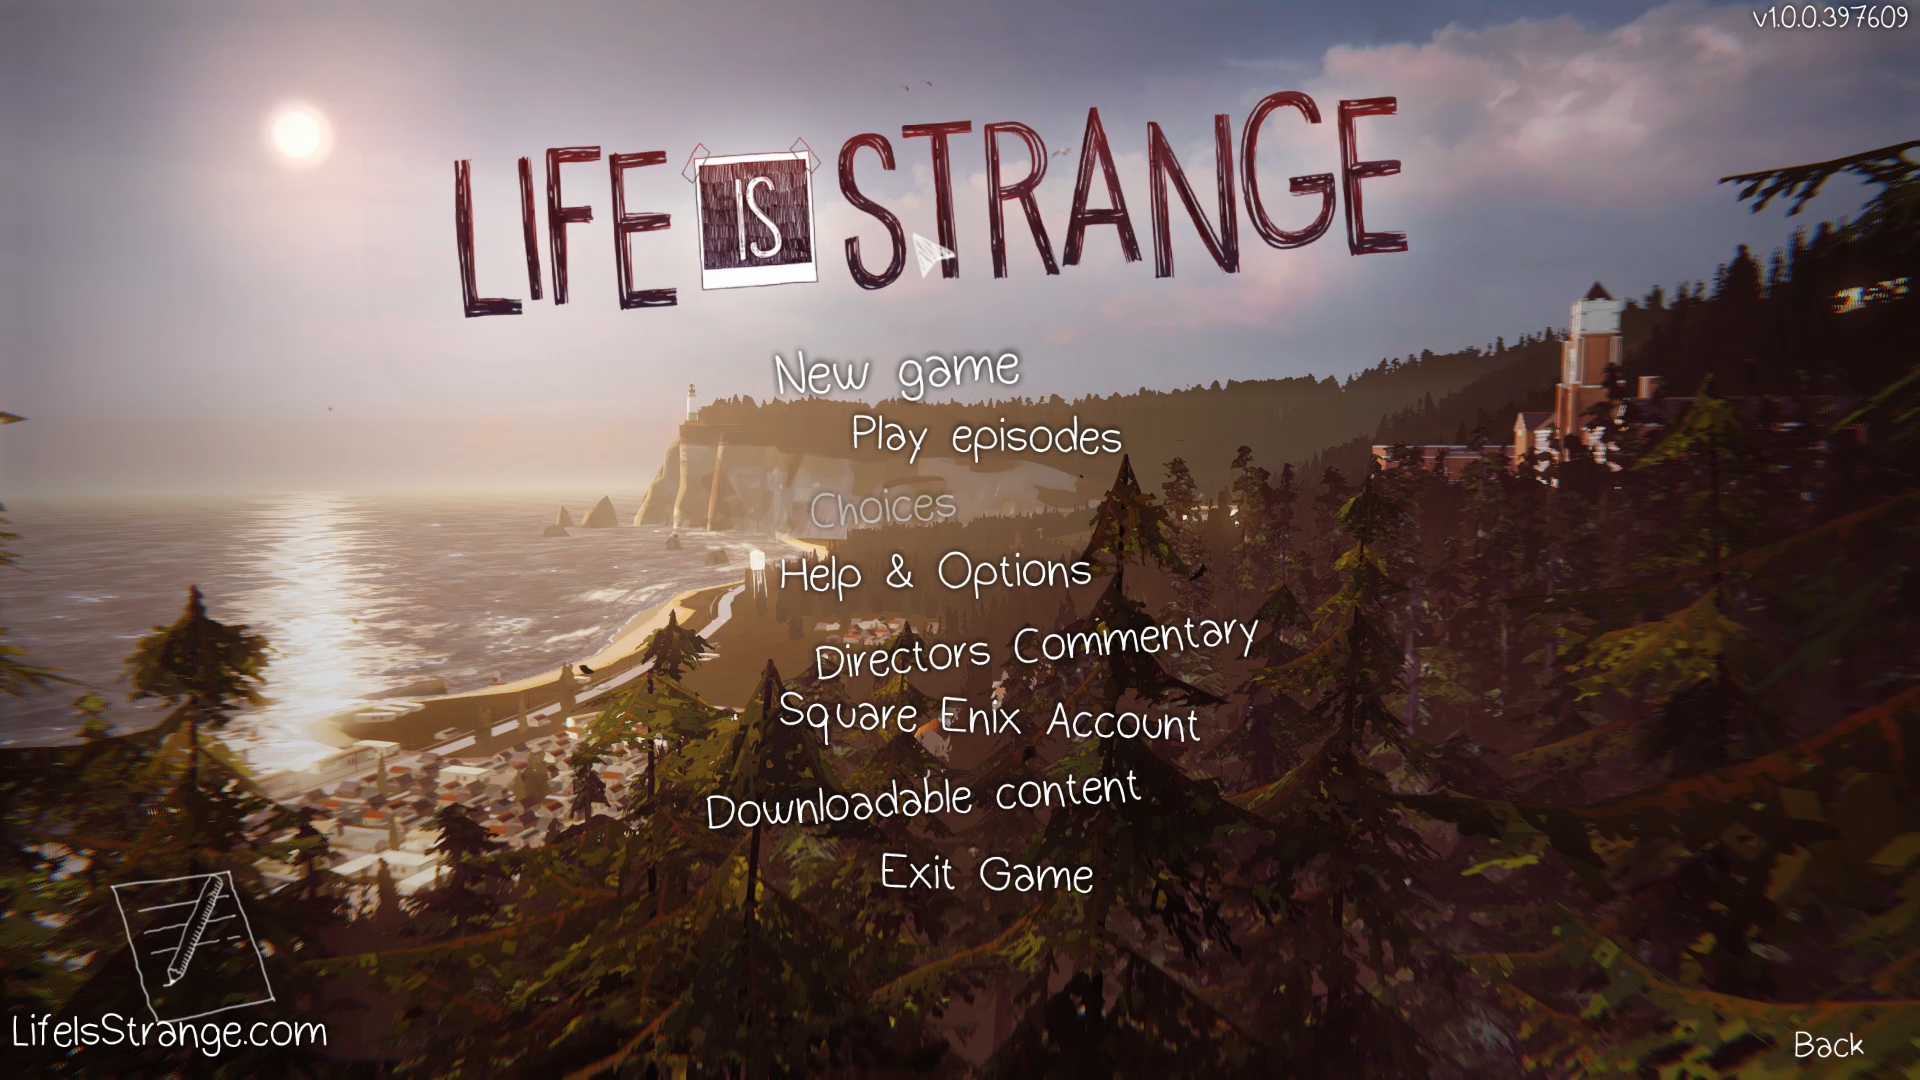 v1.0.0.397609
LIFE IS STRANGE
New game
Play episodes
Choices
Help & Options
Directors Commentary
Square Enix Account
Downloadable content
Exit Game
LifeIsStrange.com
Back